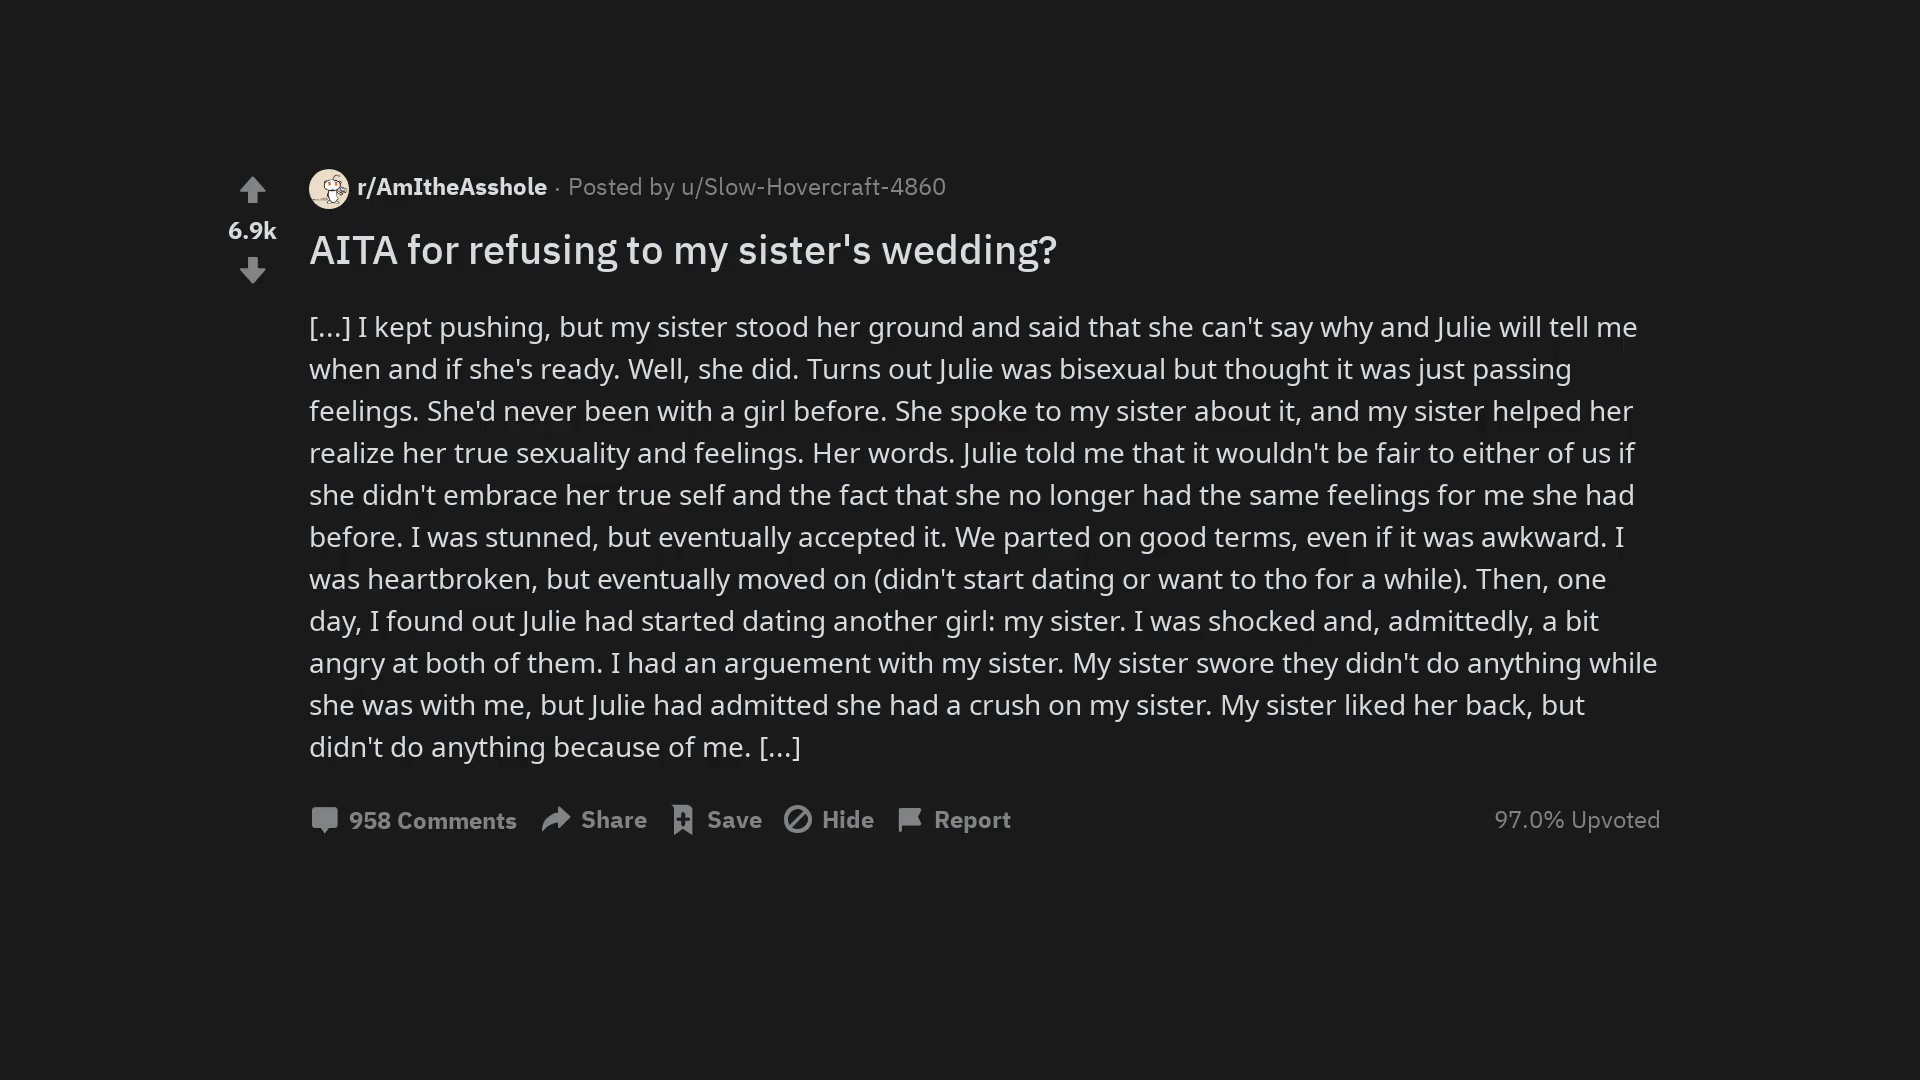 r/AmItheAsshole · Posted by u/Slow-Hovercraft-4860
6.9k
AITA for refusing to my sister's wedding?
[...] I kept pushing, but my sister stood her ground and said that she can't say why and Julie will tell me
when and if she's ready. Well, she did. Turns out Julie was bisexual but thought it was just passing
feelings. She'd never been with a girl before. She spoke to my sister about it, and my sister helped her
realize her true sexuality and feelings. Her words. Julie told me that it wouldn't be fair to either of us if
she didn't embrace her true self and the fact that she no longer had the same feelings for me she had
before. I was stunned, but eventually accepted it. We parted on good terms, even if it was awkward. I
was heartbroken, but eventually moved on (didn't start dating or want to tho for a while). Then, one
day, I found out Julie had started dating another girl: my sister. I was shocked and, admittedly, a bit
angry at both of them. I had an arguement with my sister. My sister swore they didn't do anything while
she was with me, but Julie had admitted she had a crush on my sister. My sister liked her back, but
didn't do anything because of me. [...]
958 Comments Share Save Hide Report 97.0% Upvoted